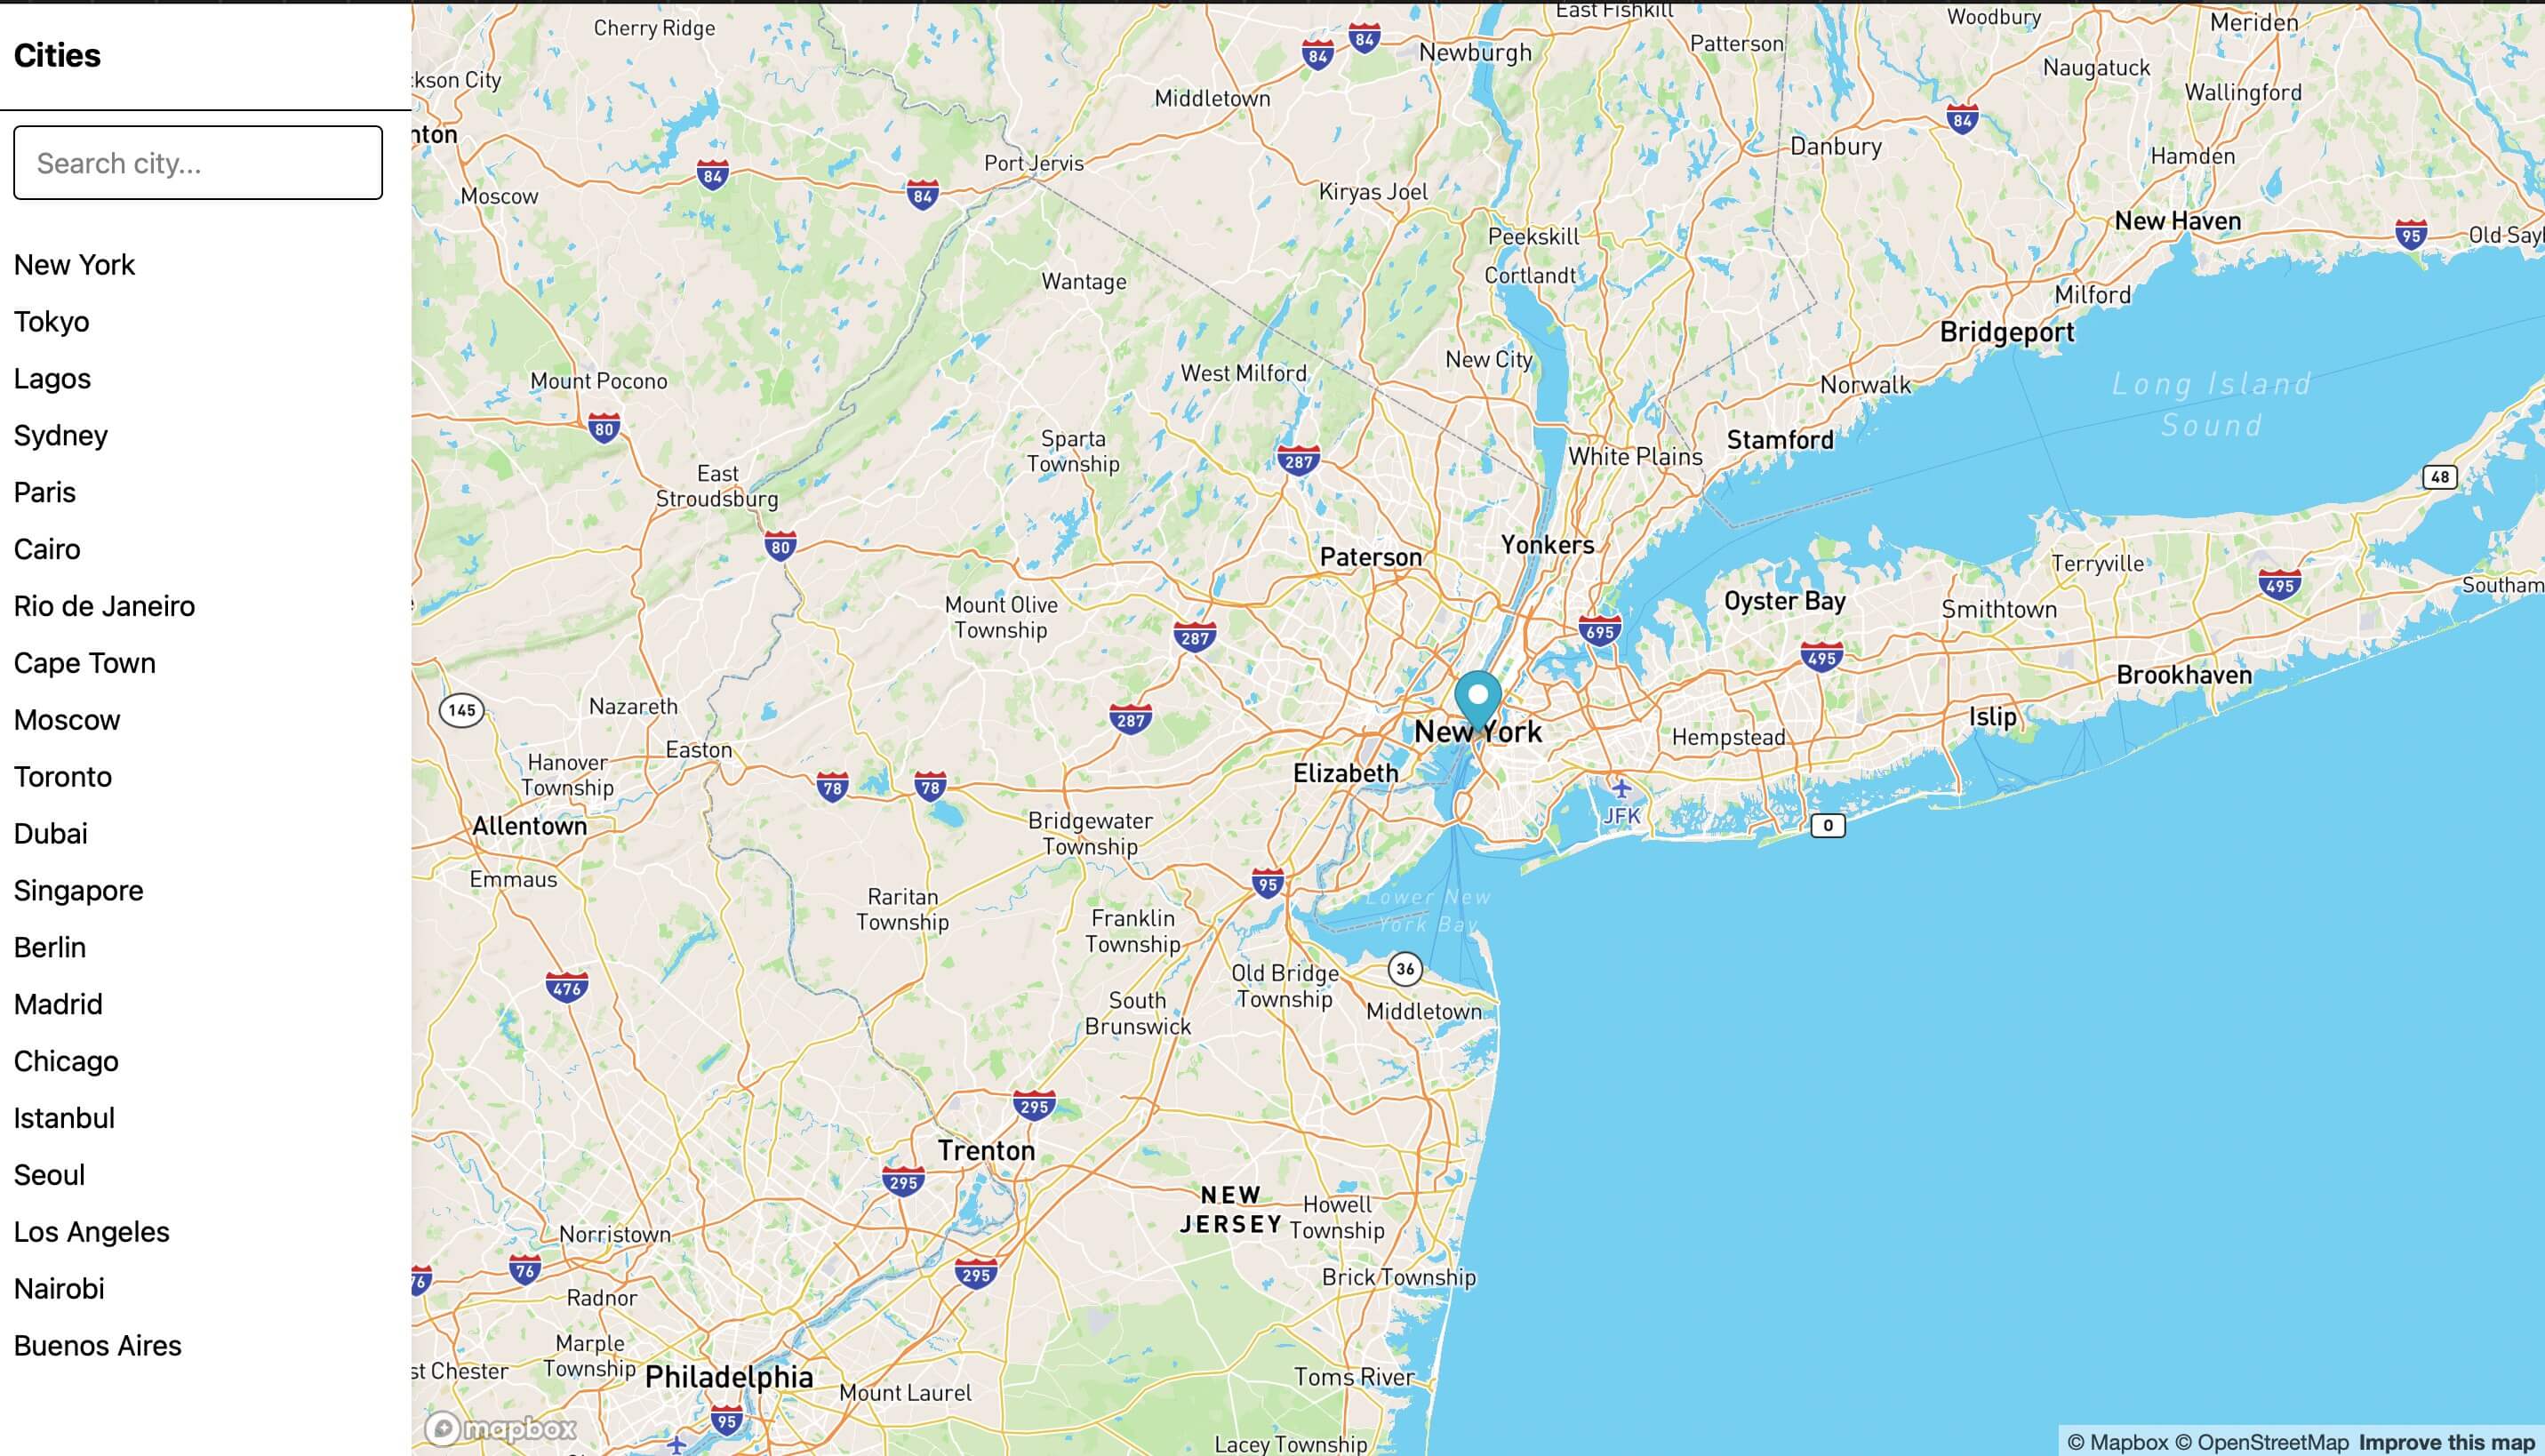 Cities
Search city...
New York
Tokyo
Lagos
Sydney
Paris
Cairo
Rio de Janeiro
Cape Town
Moscow
Toronto
Dubai
Singapore
Berlin
Madrid
Chicago
Istanbul
Seoul
Los Angeles
Nairobi
Buenos Aires
East Fishkill
Woodbury
Meriden
Cherry Ridge
84
84
Newburgh
Patterson
Naugatuck
kson City
Middletown
Wallingford
84
nton
Danbury
Hamden
Port Jervis
84
84
Moscow
Kiryas Joel
New Haven
95
Old Say
Peekskill
Cortlandt
Wantage
Milford
Bridgeport
New City
West Milford
Mount Pocono
Norwalk
Long Island
Sound
80
Sparta
Township
Stamford
287
White Plains
48
East
Stroudsburg
80
Paterson
Yonkers
Terryville
495
Southam
Mount Olive
Township
Oyster Bay
Smithtown
287
695
495
Brookhaven
145
Nazareth
287
Islip
New York
Hempstead
Easton
Hanover
Township
Elizabeth
78
78
JFK
0
Allentown
Bridgewater
Township
Emmaus
95
Raritan
Township
Lower New
York Bay
Franklin
Township
36
476
Old Bridge
Township
South
Brunswick
Middletown
295
Trenton
295
NEW
JERSEY
Howell
Township
Norristown
76
76
295
Brick Township
Radnor
Marple
Township
st Chester
Philadelphia
Mount Laurel
Toms River
95
mapbox
Lacey Township
© Mapbox © OpenStreetMap Improve this map